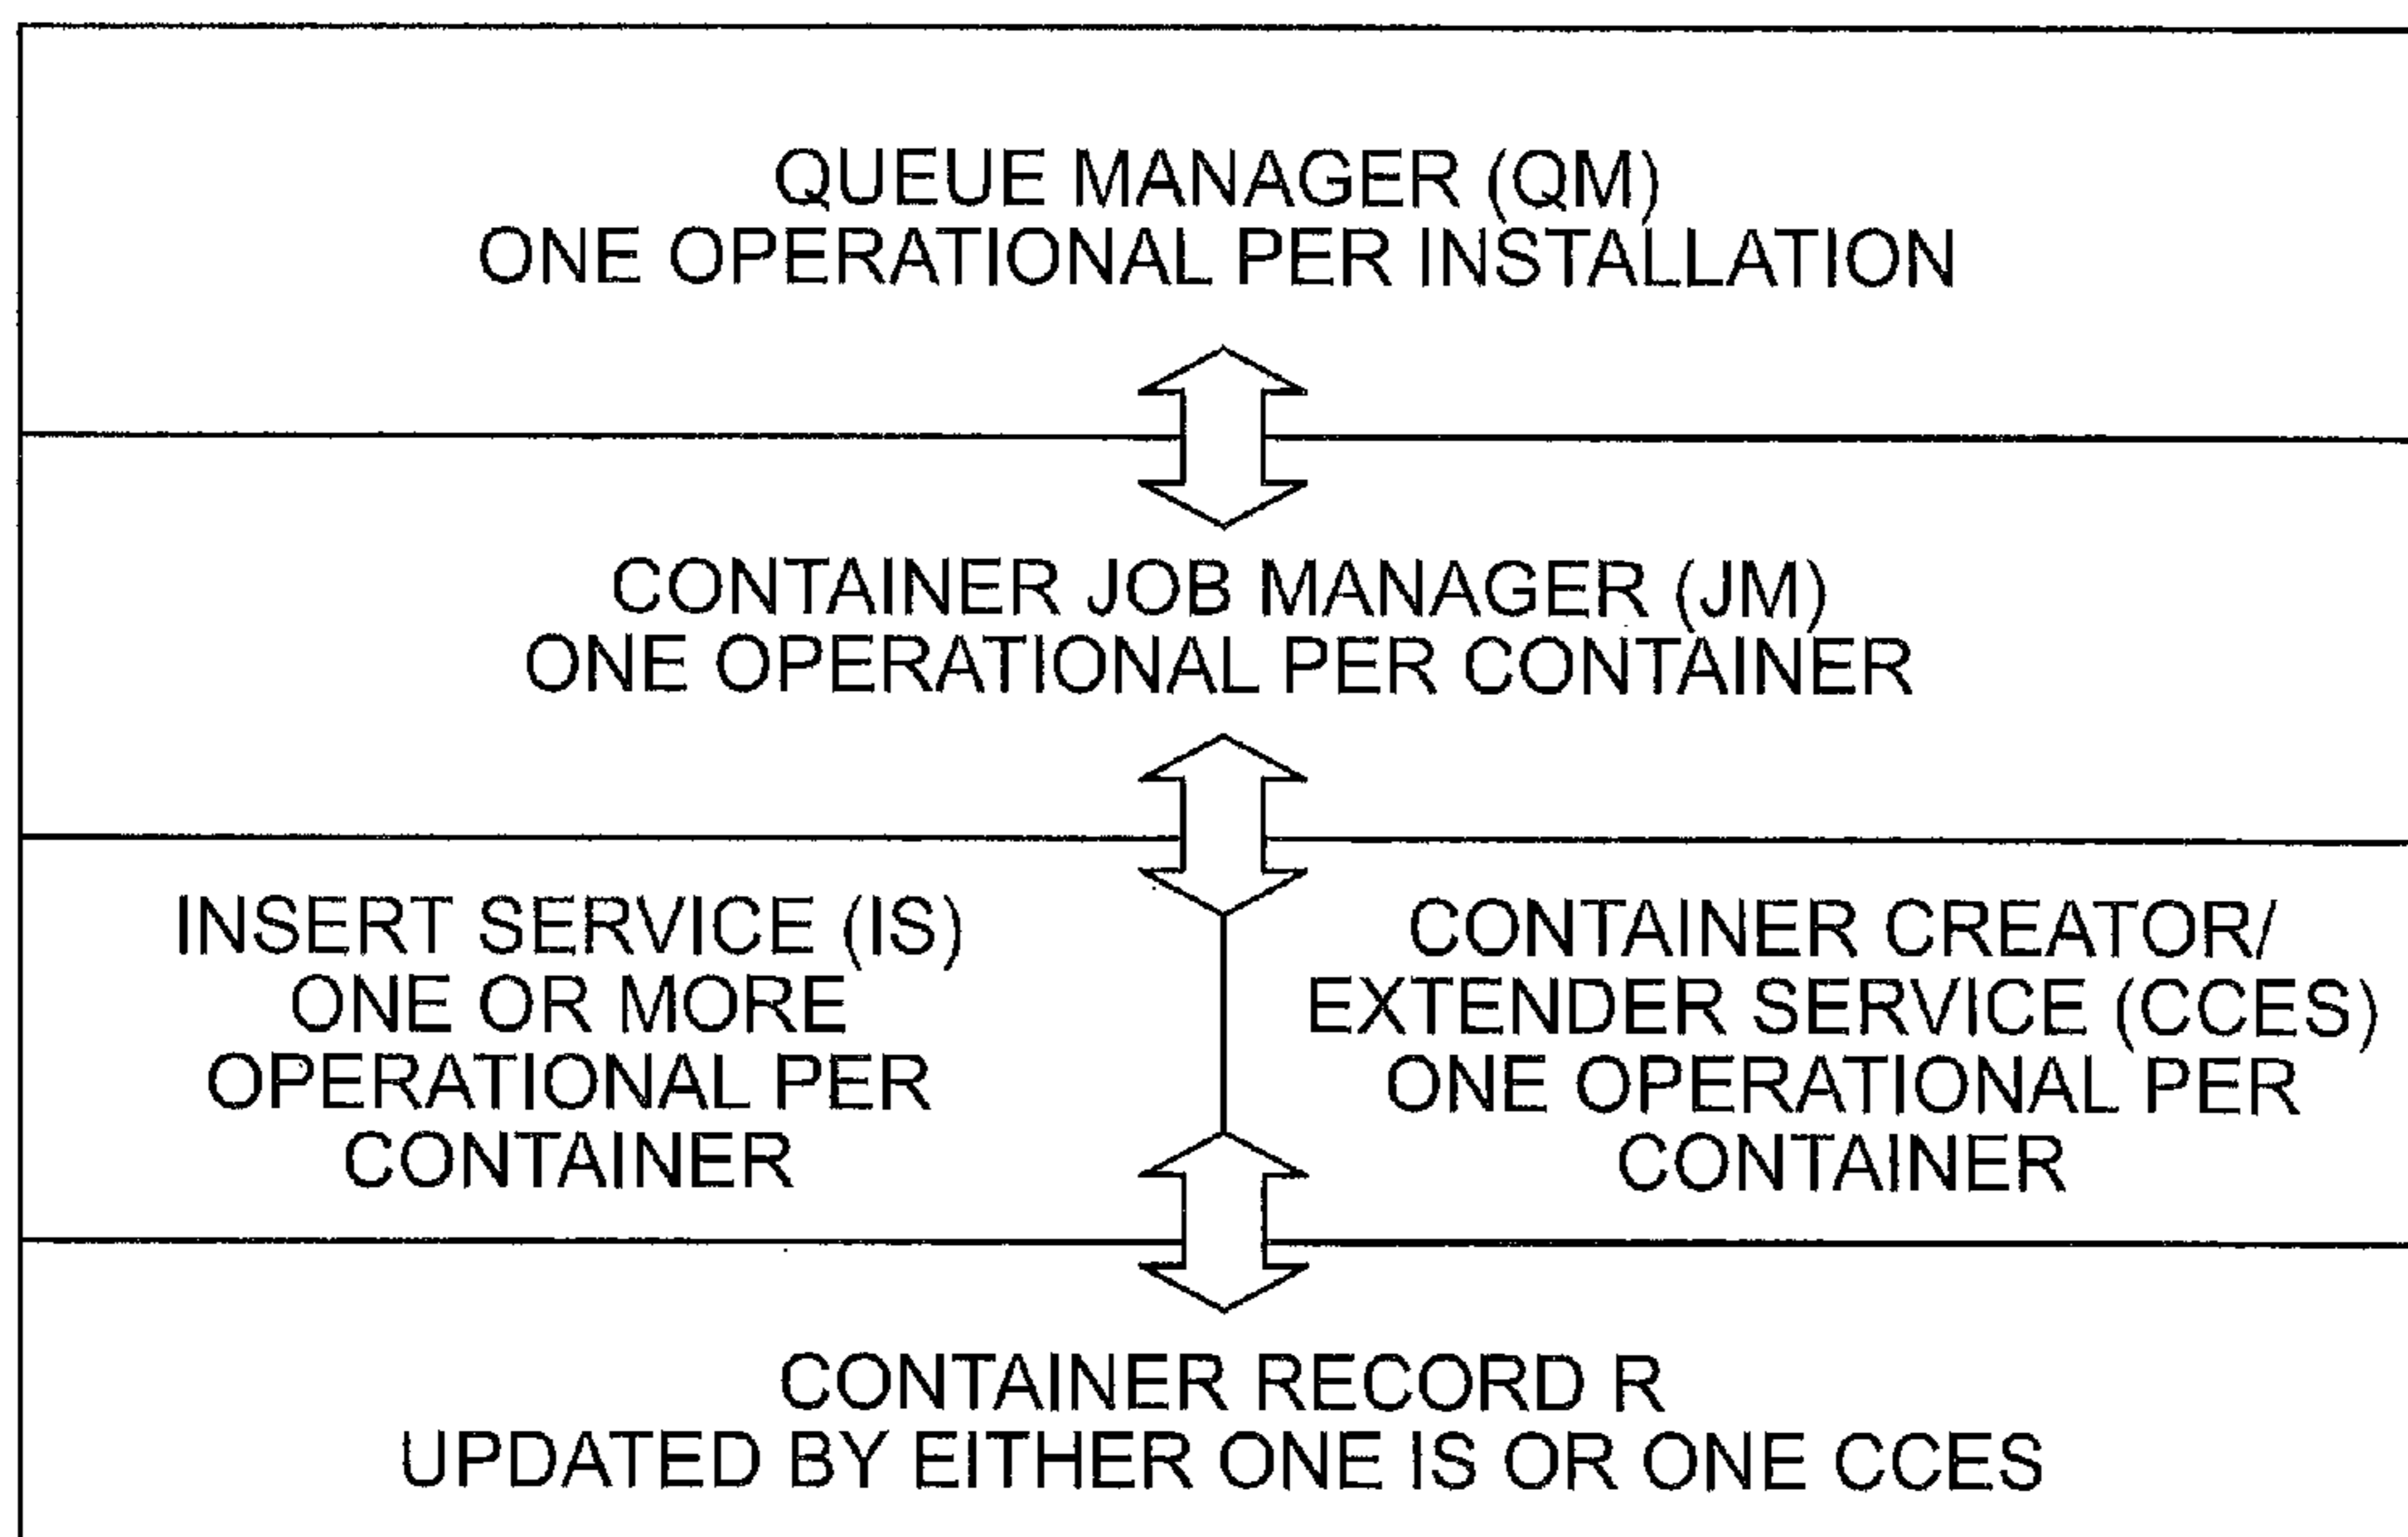 QUEUE MANAGER (QM)
ONE OPERATIONAL PER INSTALLATION
CONTAINER JOB MANAGER (JM)
ONE OPERATIONAL PER CONTAINER
INSERT SERVICE (IS)
ONE OR MORE
OPERATIONAL PER
CONTAINER
CONTAINER CREATOR/
EXTENDER SERVICE (CCES)
ONE OPERATIONAL PER
CONTAINER
CONTAINER RECORD R
UPDATED BY EITHER ONE IS OR ONE CCES